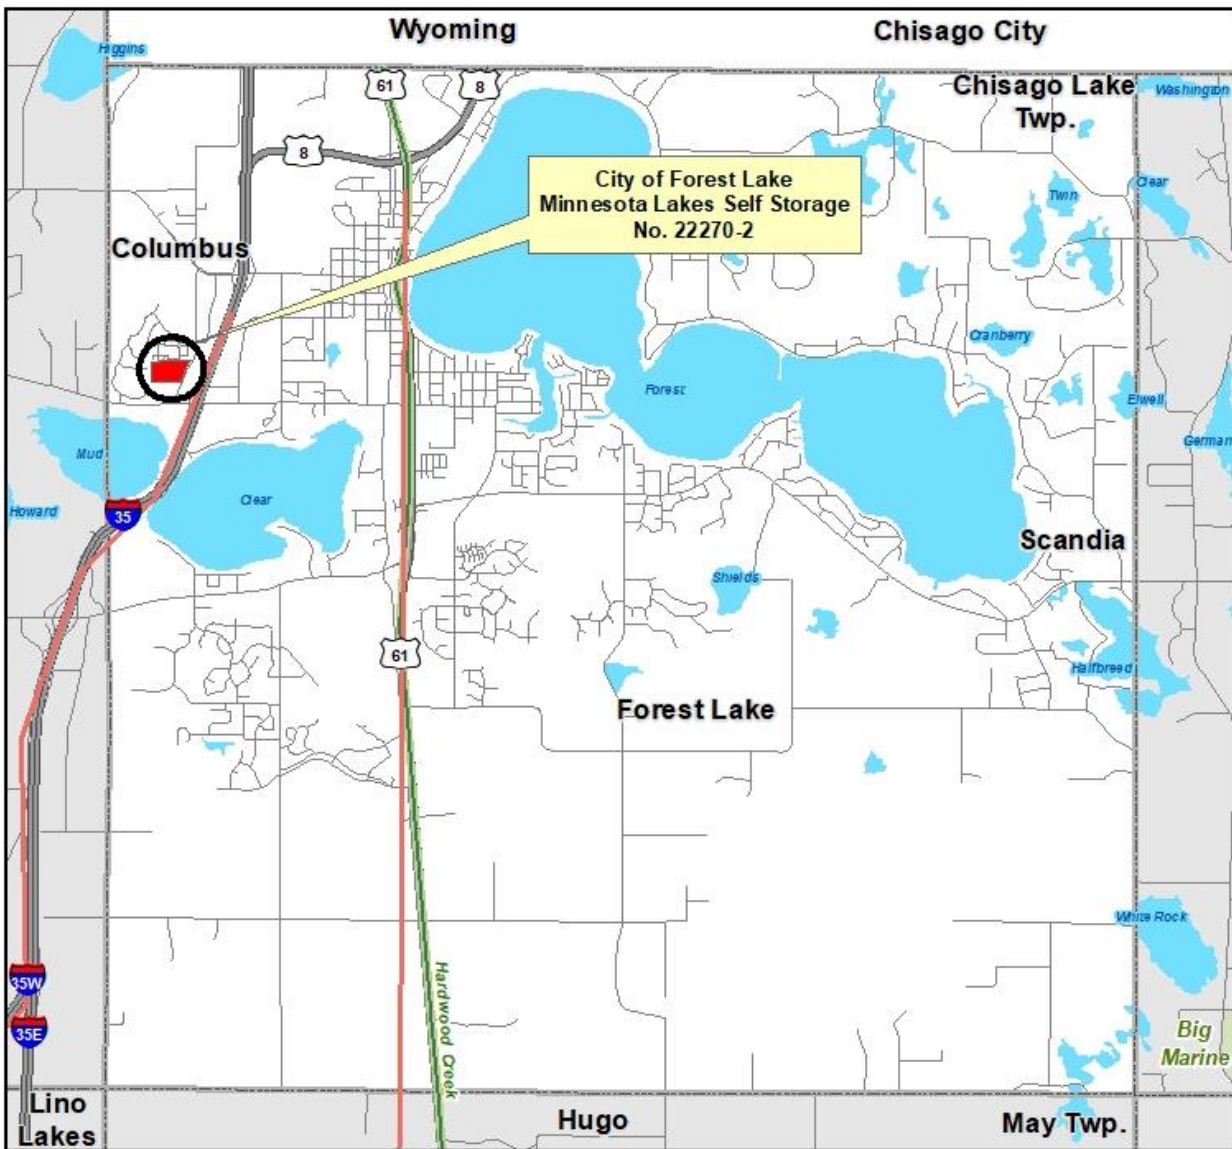 Wyoming
Chisago City
Higgins
61
8
Chisago Lake
Twp.
Washington
8
City of Forest Lake
Minnesota Lakes Self Storage
No. 22270-2
Twin
Clear
Columbus
Cranberry
Forest
Elwell
German
Mud
Clear
Howard
35
Scandia
Shields
61
Halfbreed
Forest Lake
White Rock
35W
35E
Hardwood Creek
Big
Marine
Lino
Lakes
Hugo
May Twp.